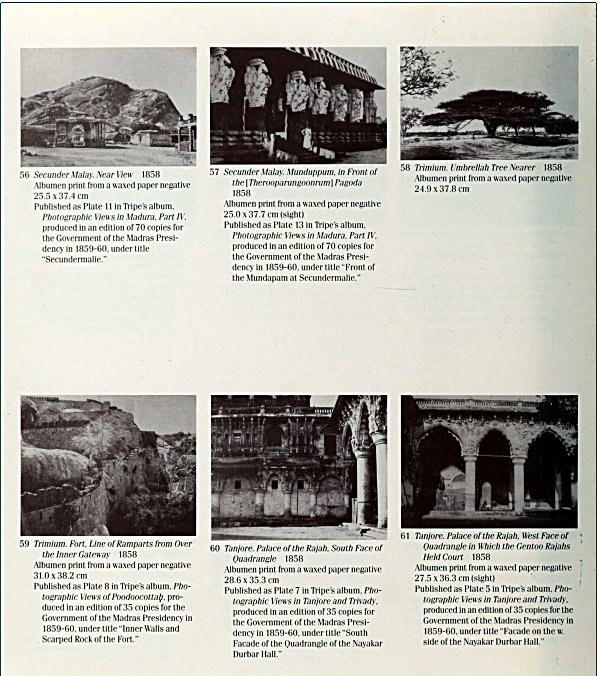 56 Secunder Malay. Near View 1858
Albumen print from a waxed paper negative
25.5 x 37.4 cm
Published as Plate 11 in Tripe's album,
Photographic Views in Madura, Part IV,
produced in an edition of 70 copies for
the Government of the Madras Presi-
dency in 1859-60, under title
"Secundermalie."
57 Secunder Malay. Munduppum, in Front of
the [Therooparungoonrum] Pagoda
1858
Albumen print from a waxed paper negative
25.0 x 37.7 cm (sight)
Published as Plate 13 in Tripe's album,
Photographic Views in Madura, Part IV,
produced in an edition of 70 copies for
the Government of the Madras Presi-
dency in 1859-60, under title "Front of
the Mundapam at Secundermalie."
58 Trimium. Umbrellah Tree Nearer 1858
Albumen print from a waxed paper negative
24.9 x 37.8 cm
59 Trimium. Fort, Line of Ramparts from Over
the Inner Gateway 1858
Albumen print from a waxed paper negative
31.0 x 38.2 cm
Published as Plate 8 in Tripe's album, Pho-
tographic Views of Poodoocottah, pro-
duced in an edition of 35 copies for the
Government of the Madras Presidency in
1859-60, under title "Inner Walls and
Scarped Rock of the Fort."
60 Tanjore. Palace of the Rajah, South Face of
Quadrangle 1858
Albumen print from a waxed paper negative
28.6 x 35.3 cm
Published as Plate 7 in Tripe's album, Pho-
tographic Views in Tanjore and Trivady,
produced in an edition of 35 copies for
the Government of the Madras Presi-
dency in 1859-60, under title "South
Facade of the Quadrangle of the Nayakar
Durbar Hall."
61 Tanjore. Palace of the Rajah, West Face of
Quadrangle in Which the Gentoo Rajahs
Held Court 1858
Albumen print from a waxed paper negative
27.5 x 36.3 cm (sight)
Published as Plate 5 in Tripe's album, Pho-
tographic Views in Tanjore and Trivady,
produced in an edition of 35 copies for the
Government of the Madras Presidency in
1859-60, under title "Facade on the w.
side of the Nayakar Durbar Hall."